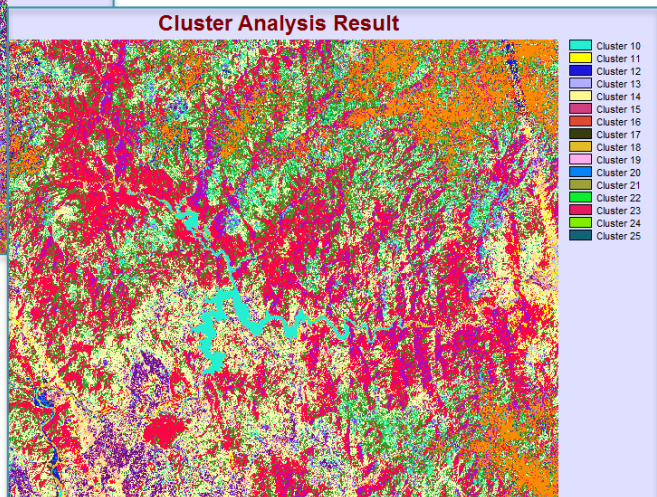 Cluster Analysis Result
Cluster 10
Cluster 11
Cluster 12
Cluster 13
Cluster 14
Cluster 15
Cluster 16
Cluster 17
Cluster 18
Cluster 19
Cluster 20
Cluster 21
Cluster 22
Cluster 23
Cluster 24
Cluster 25